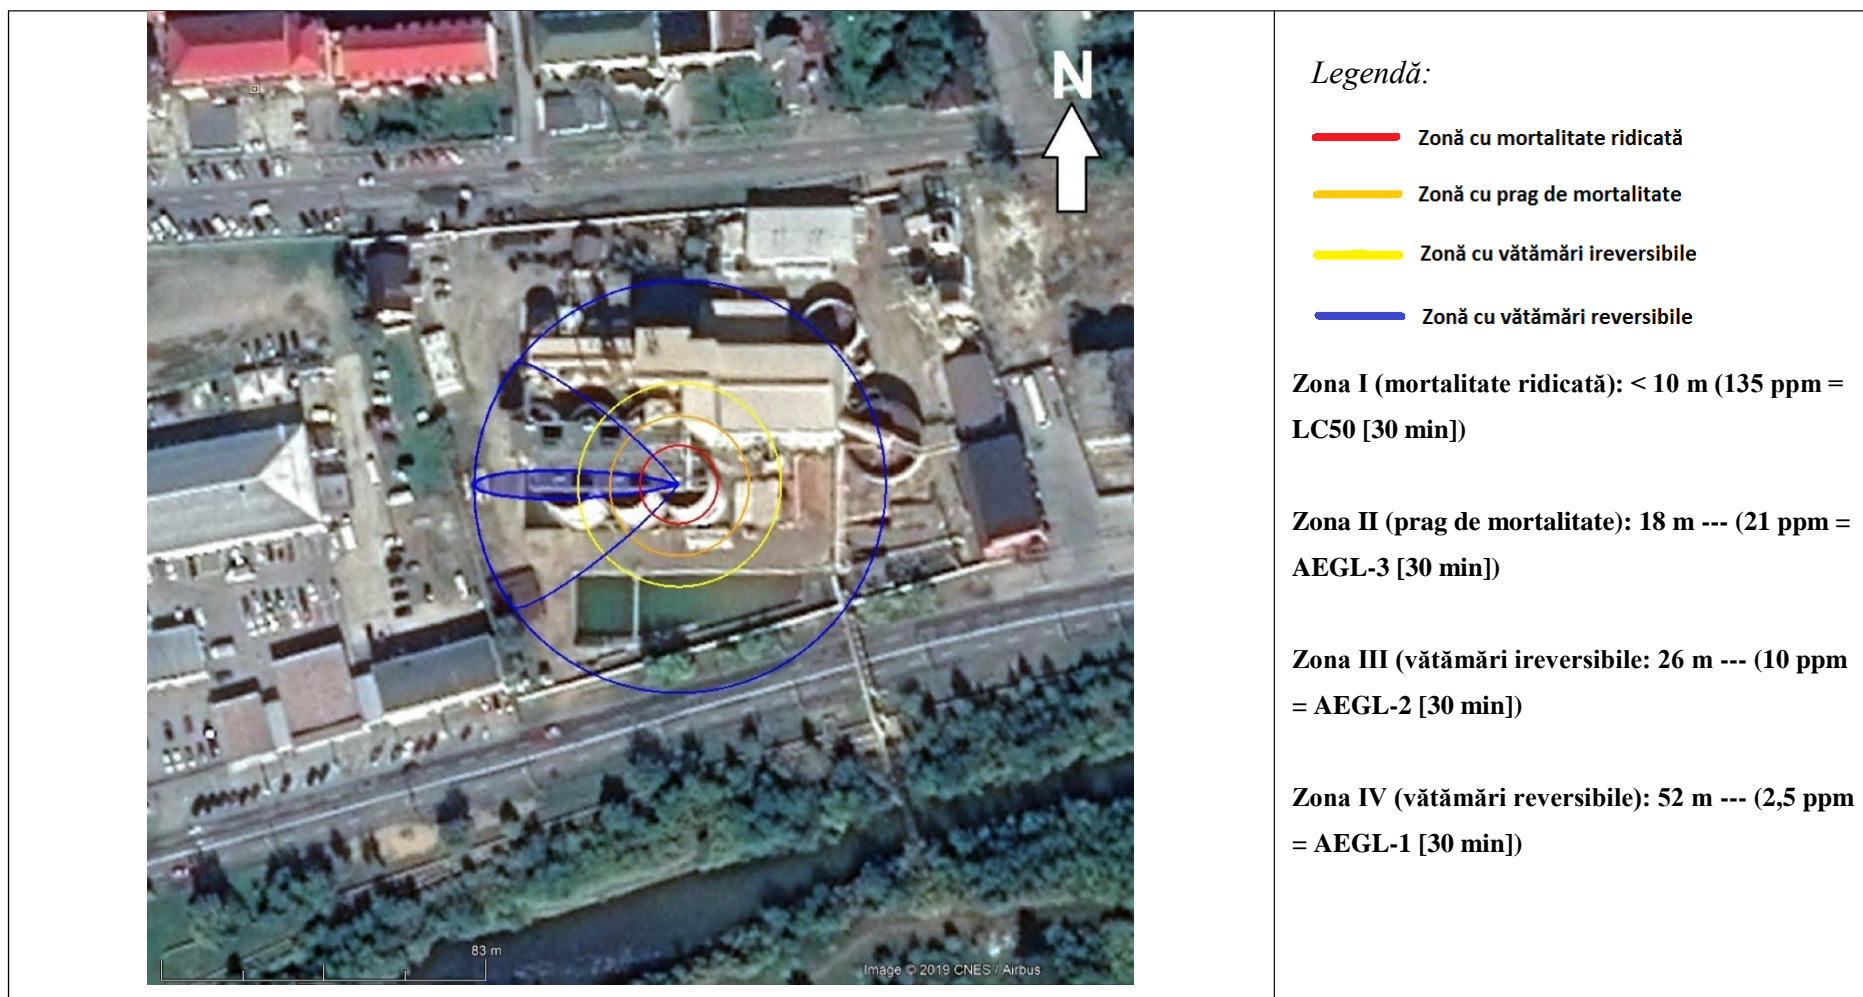 N
83 m
Image © 2019 CNES / Airbus
Legendă:
Zonă cu mortalitate ridicată
Zonă cu prag de mortalitate
Zonă cu vătămări ireversibile
Zonă cu vătămări reversibile
Zona I (mortalitate ridicată): < 10 m (135 ppm =
LC50 [30 min])
Zona II (prag de mortalitate): 18 m --- (21 ppm =
AEGL-3 [30 min])
Zona III (vătămări ireversibile: 26 m --- (10 ppm
= AEGL-2 [30 min])
Zona IV (vătămări reversibile): 52 m --- (2,5 ppm
= AEGL-1 [30 min])